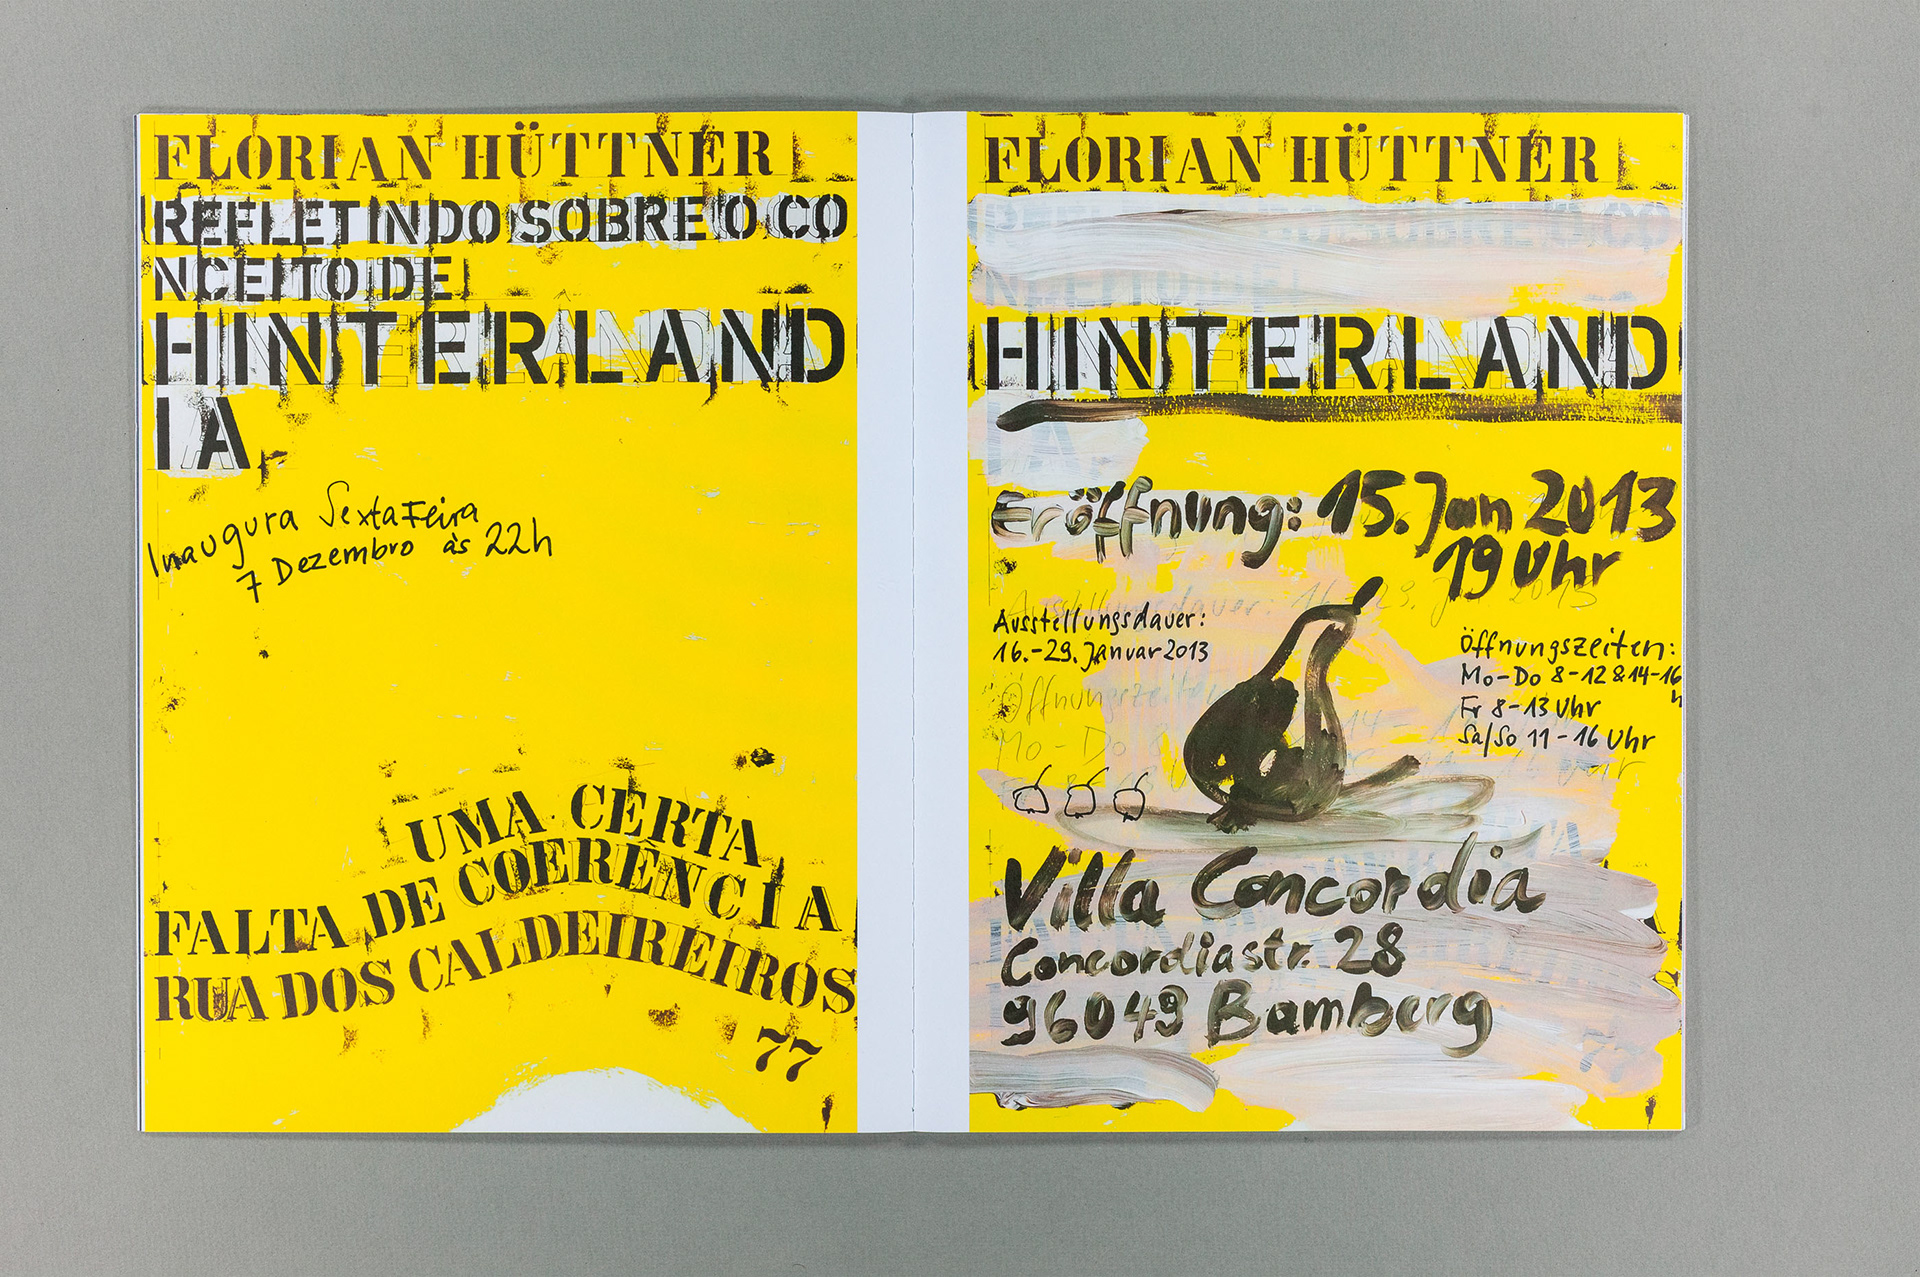 FLORIAN HÜTTNER
REFLETINDO SOBRE O CO
NCEITO DE
HINTERLAND
IA
Inaugura Sexta Feira
7 Dezembro às 22h
UMA CERTA
FALTA DE COERÊNCIA
RUA DOS CALDEIREIROS
77
FLORIAN HÜTTNER
HINTERLAND
Eröffnung: 15. Jan 2013
19 Uhr
Ausstellungsdauer:
16.-29. Januar 2013
Öffnungszeiten:
Mo-Do 8-12 & 14-16
h
Fr 8-13 Uhr
Sa/So 11-16 Uhr
Villa Concordia
Concordiastr. 28
96049 Bamberg